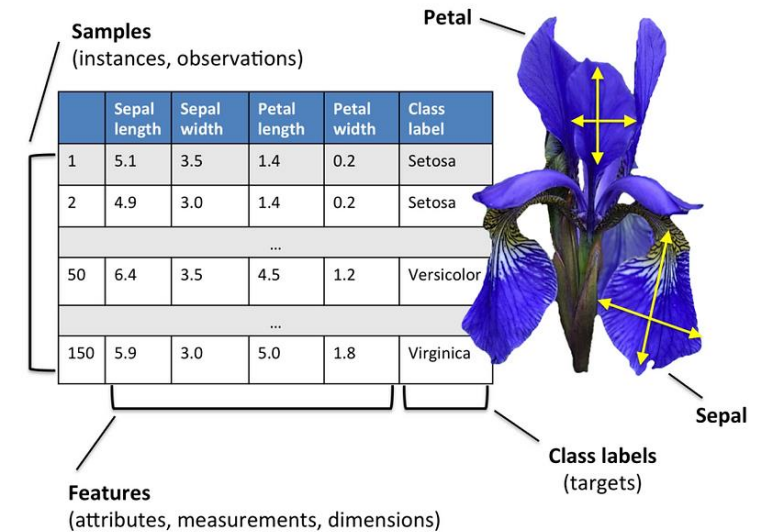 Samples
(instances, observations)
Petal
Sepal length Sepal width Petal length Petal width Class label
1 5.1 3.5 1.4 0.2 Setosa
2 4.9 3.0 1.4 0.2 Setosa
...
50 6.4 3.5 4.5 1.2 Versicolor
...
150 5.9 3.0 5.0 1.8 Virginica
Sepal
Class labels
(targets)
Features
(attributes, measurements, dimensions)